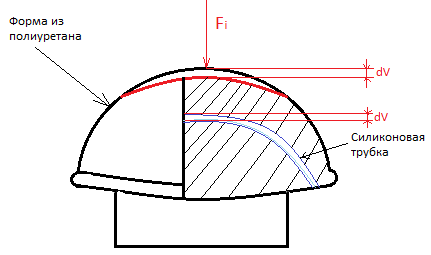 Форма из
полиуретана
Fi
dV
dV
Силиконовая
трубка